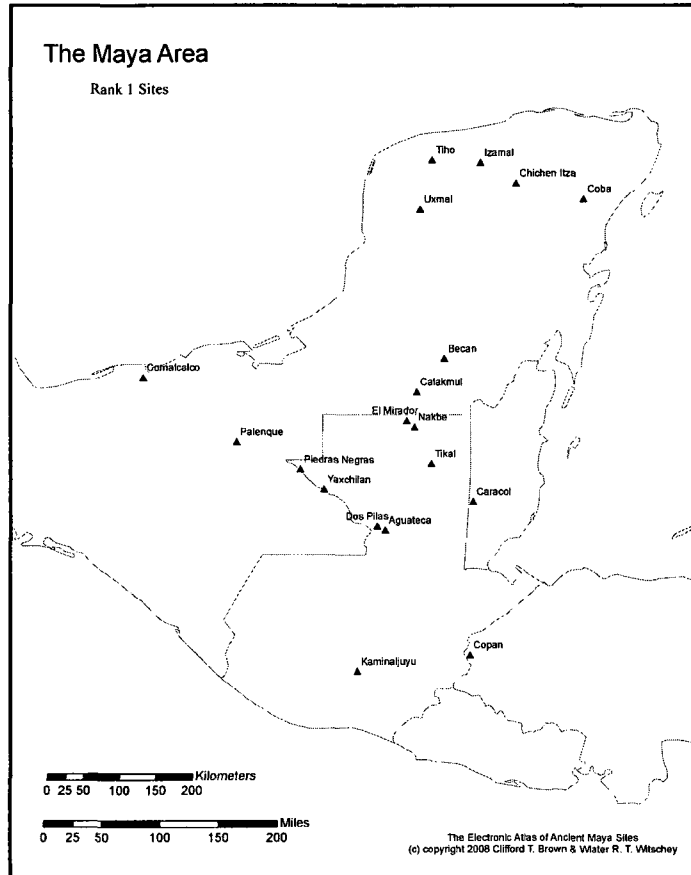 The Maya Area
Rank 1 Sites
Tiho
Izamal
Chichen Itza
Coba
Uxmal
Becan
Comalcalco
Calakmul
El Mirador
Nakbe
Palenque
Tikal
Piedras Negras
Yaxchilan
Caracol
Dos Pilas
Aguateca
Copan
Kaminaljuyu
Kilometers
0 25 50 100 150 200
Miles
0 25 50 100 150 200
The Electronic Atlas of Ancient Maya Sites
(c) copyright 2008 Clifford T. Brown & Walter R. T. Witschey